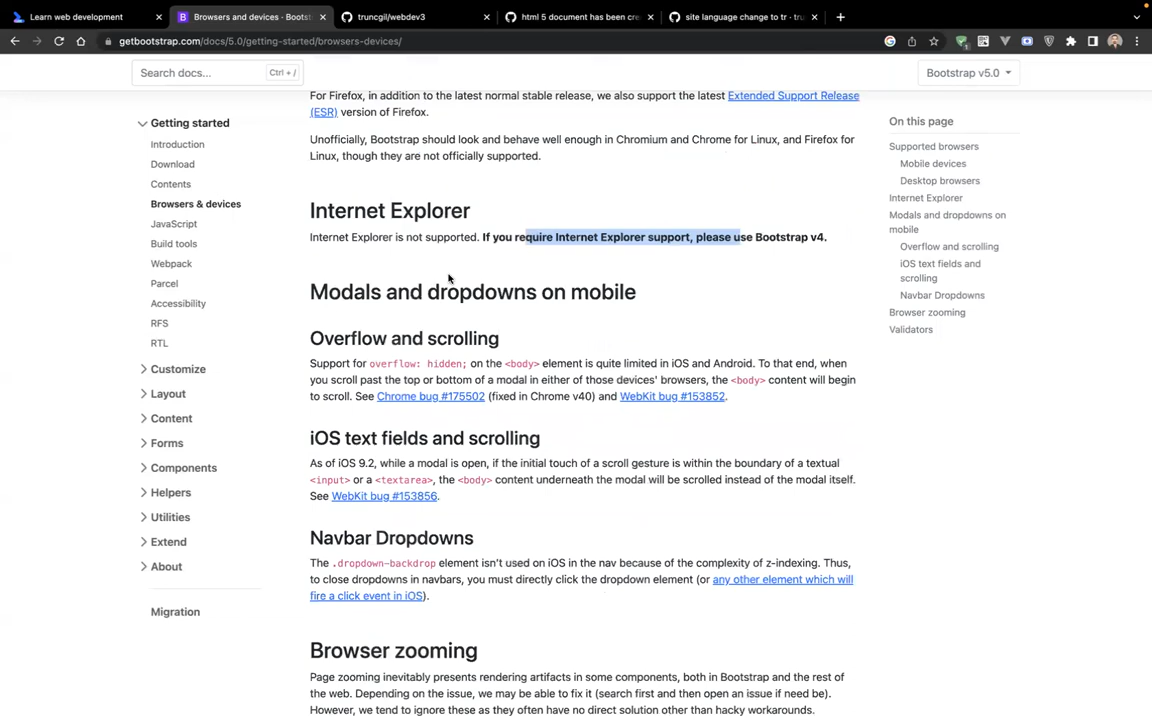 Learn web development
Browsers and devices · Bootst
truncgil/webdev3
html 5 document has been cre
site language change to tr · tru
getbootstrap.com/docs/5.0/getting-started/browsers-devices/
Search docs...
Ctrl + /
Bootstrap v5.0
Getting started
Introduction
Download
Contents
Browsers & devices
JavaScript
Build tools
Webpack
Parcel
Accessibility
RFS
RTL
Customize
Layout
Content
Forms
Components
Helpers
Utilities
Extend
About
Migration
For Firefox, in addition to the latest normal stable release, we also support the latest Extended Support Release
(ESR) version of Firefox.
Unofficially, Bootstrap should look and behave well enough in Chromium and Chrome for Linux, and Firefox for
Linux, though they are not officially supported.
Internet Explorer
Internet Explorer is not supported. If you require Internet Explorer support, please use Bootstrap v4.
Modals and dropdowns on mobile
Overflow and scrolling
Support for overflow: hidden; on the <body> element is quite limited in iOS and Android. To that end, when
you scroll past the top or bottom of a modal in either of those devices' browsers, the <body> content will begin
to scroll. See Chrome bug #175502 (fixed in Chrome v40) and WebKit bug #153852.
iOS text fields and scrolling
As of iOS 9.2, while a modal is open, if the initial touch of a scroll gesture is within the boundary of a textual
<input> or a <textarea>, the <body> content underneath the modal will be scrolled instead of the modal itself.
See WebKit bug #153856.
Navbar Dropdowns
The .dropdown-backdrop element isn't used on iOS in the nav because of the complexity of z-indexing. Thus,
to close dropdowns in navbars, you must directly click the dropdown element (or any other element which will
fire a click event in iOS).
Browser zooming
Page zooming inevitably presents rendering artifacts in some components, both in Bootstrap and the rest of
the web. Depending on the issue, we may be able to fix it (search first and then open an issue if need be).
However, we tend to ignore these as they often have no direct solution other than hacky workarounds.
On this page
Supported browsers
Mobile devices
Desktop browsers
Internet Explorer
Modals and dropdowns on
mobile
Overflow and scrolling
iOS text fields and
scrolling
Navbar Dropdowns
Browser zooming
Validators